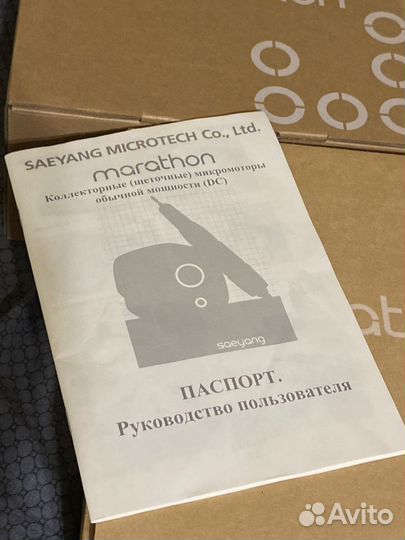 SAEYANG MICROTECH Co., Ltd.
marathon
Коллекторные (щеточные) микромоторы
обычной мощности (DC)
saeyang
ПАСПОРТ.
Руководство пользователя
Avito